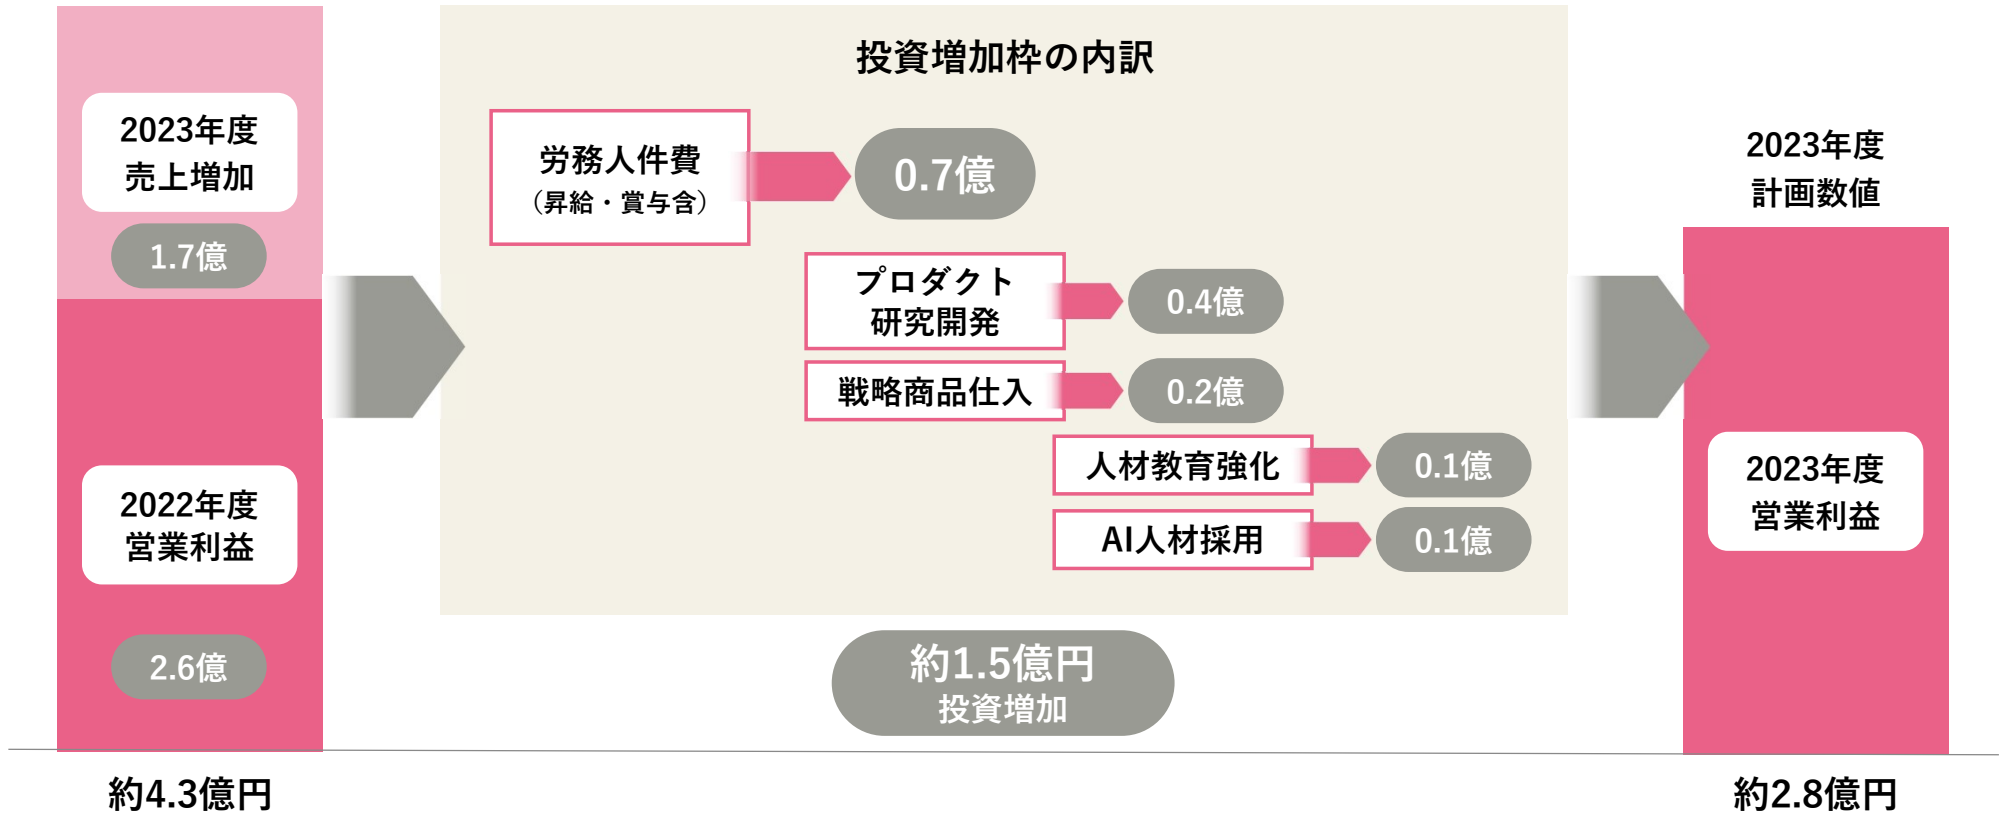 投資増加枠の内訳
2023年度
売上増加
1.7億
2022年度
営業利益
2.6億
約4.3億円
労務人件費
（昇給・賞与含）
0.7億
プロダクト
研究開発
0.4億
戦略商品仕入
0.2億
人材教育強化
0.1億
AI人材採用
0.1億
約1.5億円
投資増加
2023年度
計画数値
2023年度
営業利益
約2.8億円